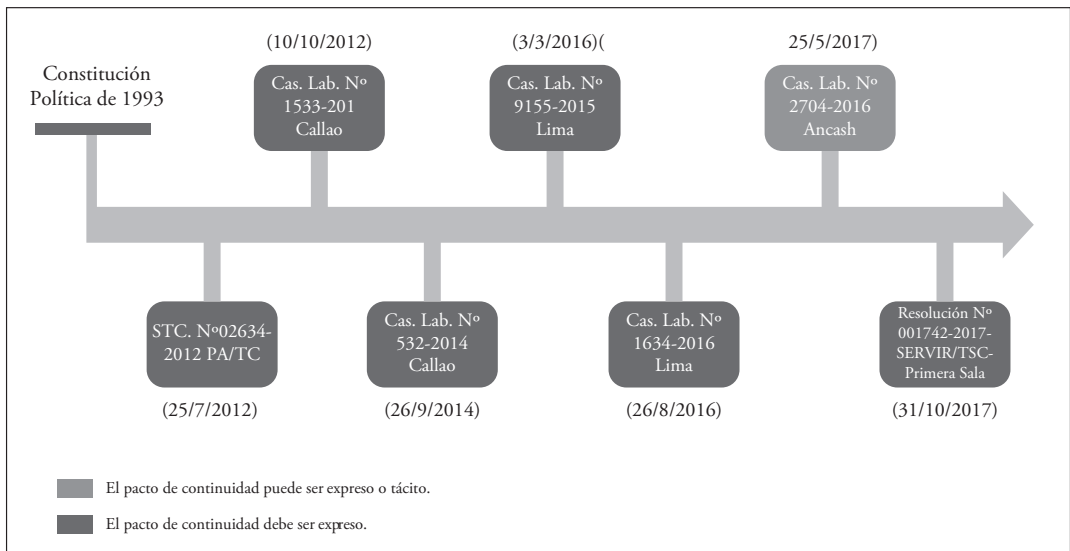 (10/10/2012)
(3/3/2016)(
25/5/2017)
Constitución
Política de 1993
Cas. Lab. Nº
1533-201
Callao
Cas. Lab. Nº
9155-2015
Lima
Cas. Lab. Nº
2704-2016
Ancash
STC. Nº02634-
2012 PA/TC
Cas. Lab. Nº
532-2014
Callao
Cas. Lab. Nº
1634-2016
Lima
Resolución Nº
001742-2017-
SERVIR/TSC-
Primera Sala
(25/7/2012)
(26/9/2014)
(26/8/2016)
(31/10/2017)
El pacto de continuidad puede ser expreso o tácito.
El pacto de continuidad debe ser expreso.